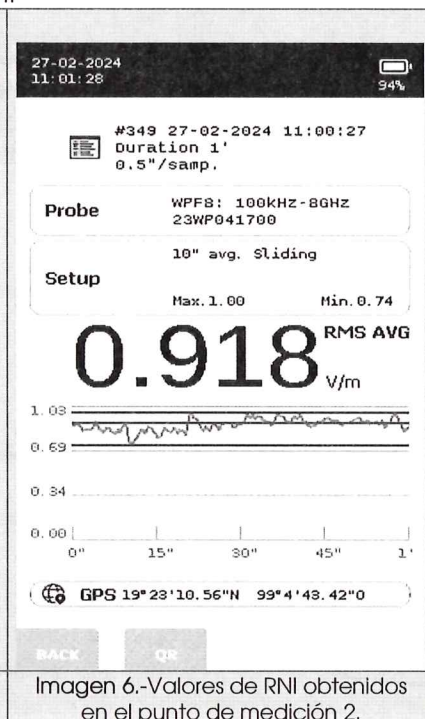 27-02-2024
11:01:28
94%
#349 27-02-2024 11:00:27
Duration 1'
0.5"/samp.
Probe
WPF8: 100kHz-8GHz
23WP041700
Setup
10" avg. Sliding
Max.1.00 Min.0.74
0.918 RMS AVG
V/m
1.03
0.69
0.34
0.00
0" 15" 30" 45" 1'
GPS 19°23'10.56"N 99°4'43.42"O
BACK QR
Imagen 6.-Valores de RNI obtenidos
en el punto de medición 2.